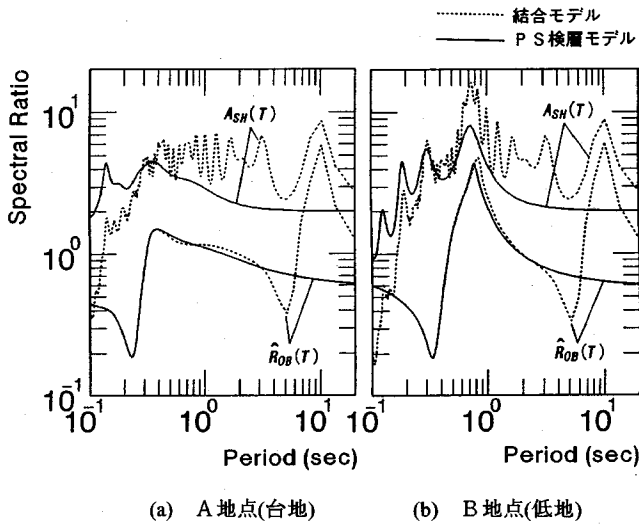 結合モデル
PS検層モデル
Spectral Ratio
10¹
10⁰
10⁻¹
A_SH(T)
R̂_OB(T)
A_SH(T)
R̂_OB(T)
10⁻¹ 10⁰ 10¹
10⁻¹ 10⁰ 10¹
Period (sec)
Period (sec)
(a) A地点(台地)
(b) B地点(低地)